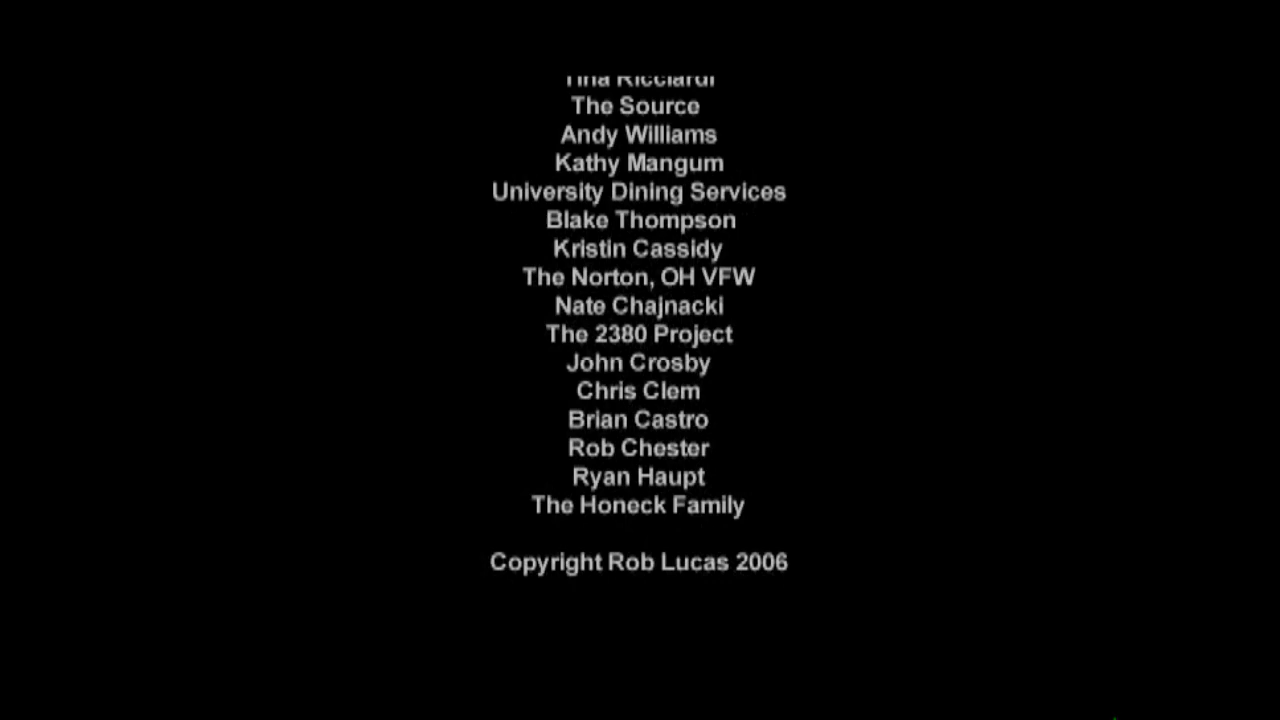 Tina Ricciardi
The Source
Andy Williams
Kathy Mangum
University Dining Services
Blake Thompson
Kristin Cassidy
The Norton, OH VFW
Nate Chajnacki
The 2380 Project
John Crosby
Chris Clem
Brian Castro
Rob Chester
Ryan Haupt
The Honeck Family
Copyright Rob Lucas 2006